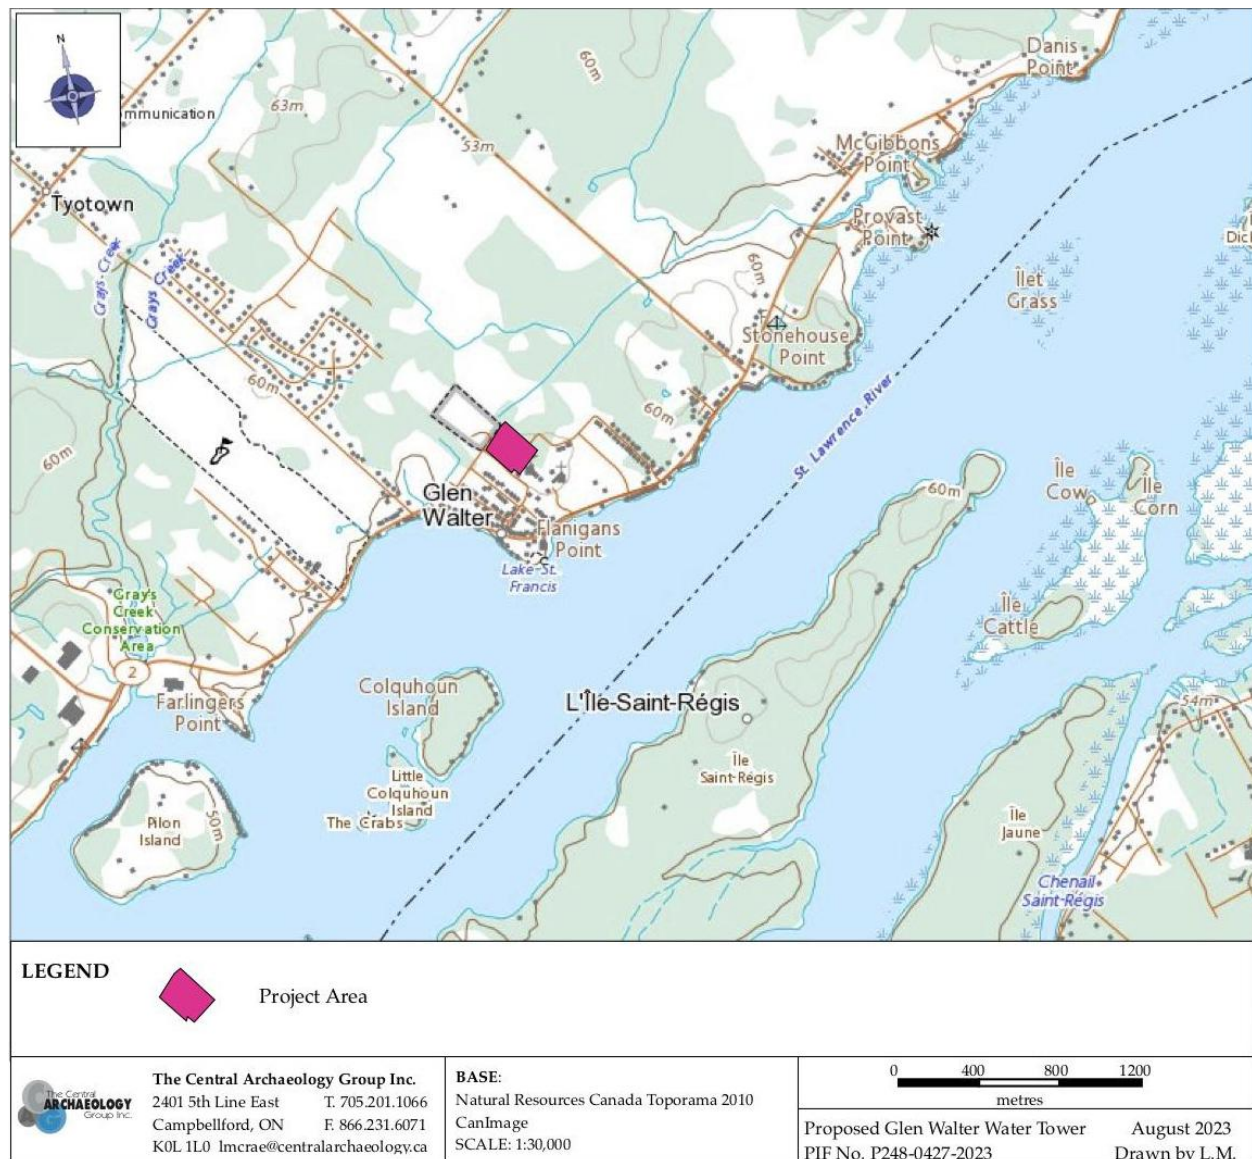 N
mmunication
63m
60m
Danis
Point
53m
McGibbons
Point
Tyotown
Provast
Point
Grays Creek
Grays Creek
60m
Îlet
Grass
Stonehouse
Point
60m
60m
St. Lawrence River
60m
Glen
Walter
Flanigans
Point
60m
Île
Cow
Île
Corn
Lake St.
Francis
Gray's
Creek
Conservation
Area
Île
Cattle
2
Farlingers
Point
Colquhoun
Island
L'Île-Saint-Régis
54m
Île
Saint-Régis
Little
Colquhoun
Island
The Crabs
Pilon
Island
50m
Île
Jaune
Chenail
Saint-Régis
LEGEND
Project Area
The Central
ARCHAEOLOGY
Group Inc.
The Central Archaeology Group Inc.
2401 5th Line East T. 705.201.1066
Campbellford, ON F. 866.231.6071
K0L 1L0 lmcrae@centralarchaeology.ca
BASE:
Natural Resources Canada Toporama 2010
CanImage
SCALE: 1:30,000
0 400 800 1200
metres
Proposed Glen Walter Water Tower August 2023
PIF No. P248-0427-2023 Drawn by L.M.